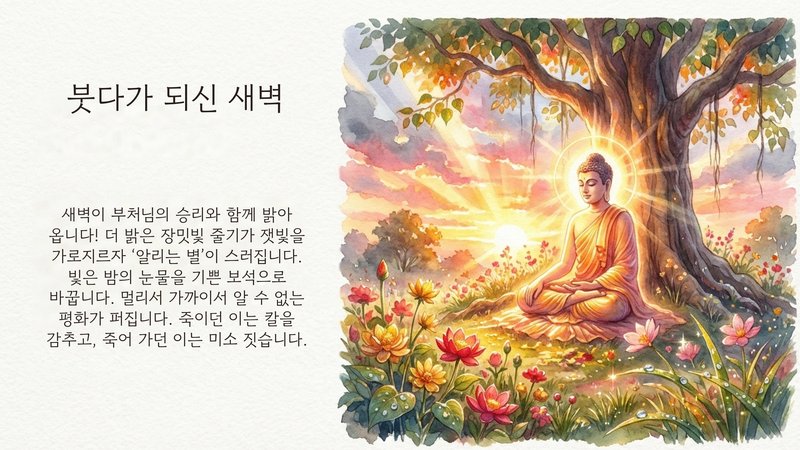 붓다가 되신 새벽
새벽이 부처님의 승리와 함께 밝아
옵니다! 더 밝은 장밋빛 줄기가 잿빛을
가로지르자 ‘알리는 별’이 스러집니다.
빛은 밤의 눈물을 기쁜 보석으로
바꿉니다. 멀리서 가까이서 알 수 없는
평화가 퍼집니다. 죽이던 이는 칼을
감추고, 죽어 가던 이는 미소 짓습니다.